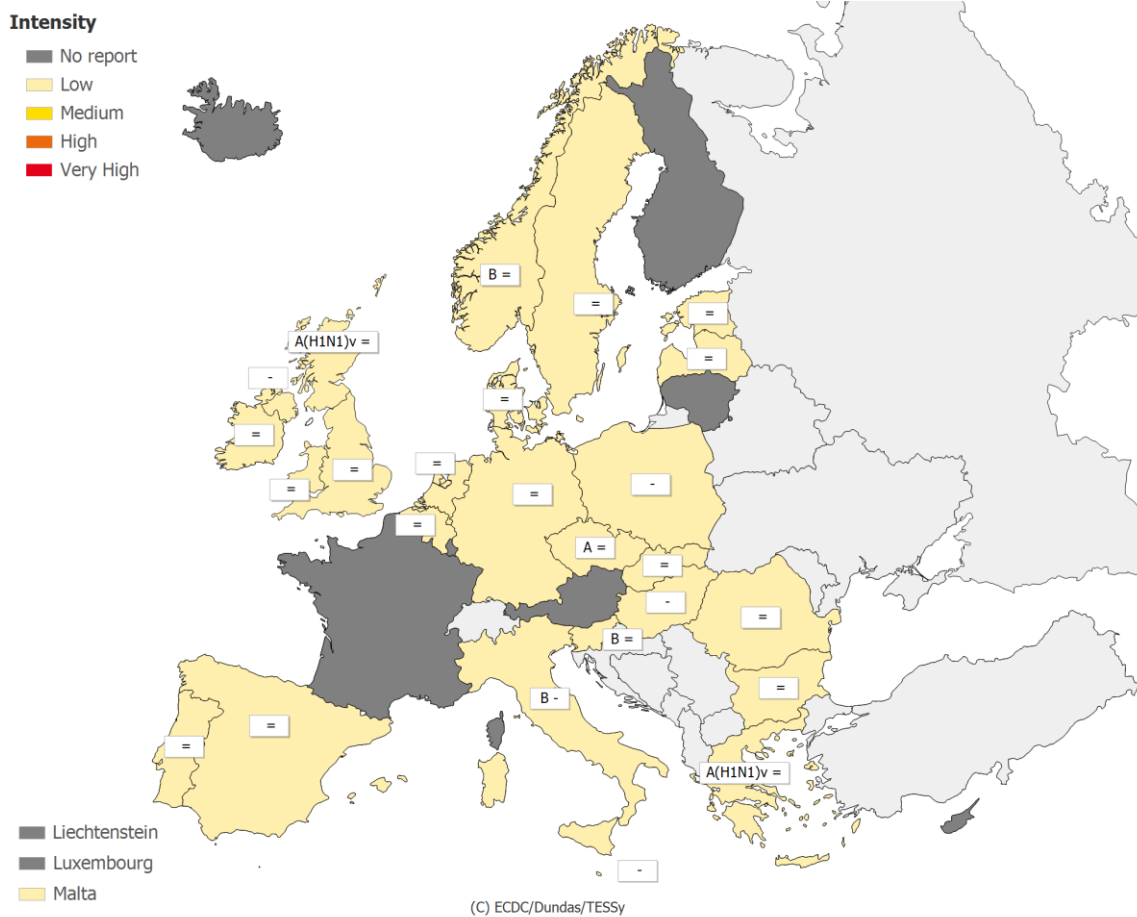 Intensity
No report
Low
Medium
High
Very High
B =
=
=
A(H1N1)v =
=
-
=
=
=
=
=
=
-
=
A =
=
-
=
B =
=
B -
=
=
A(H1N1)v =
Liechtenstein
Luxembourg
Malta
-
(C) ECDC/Dundas/TESSy